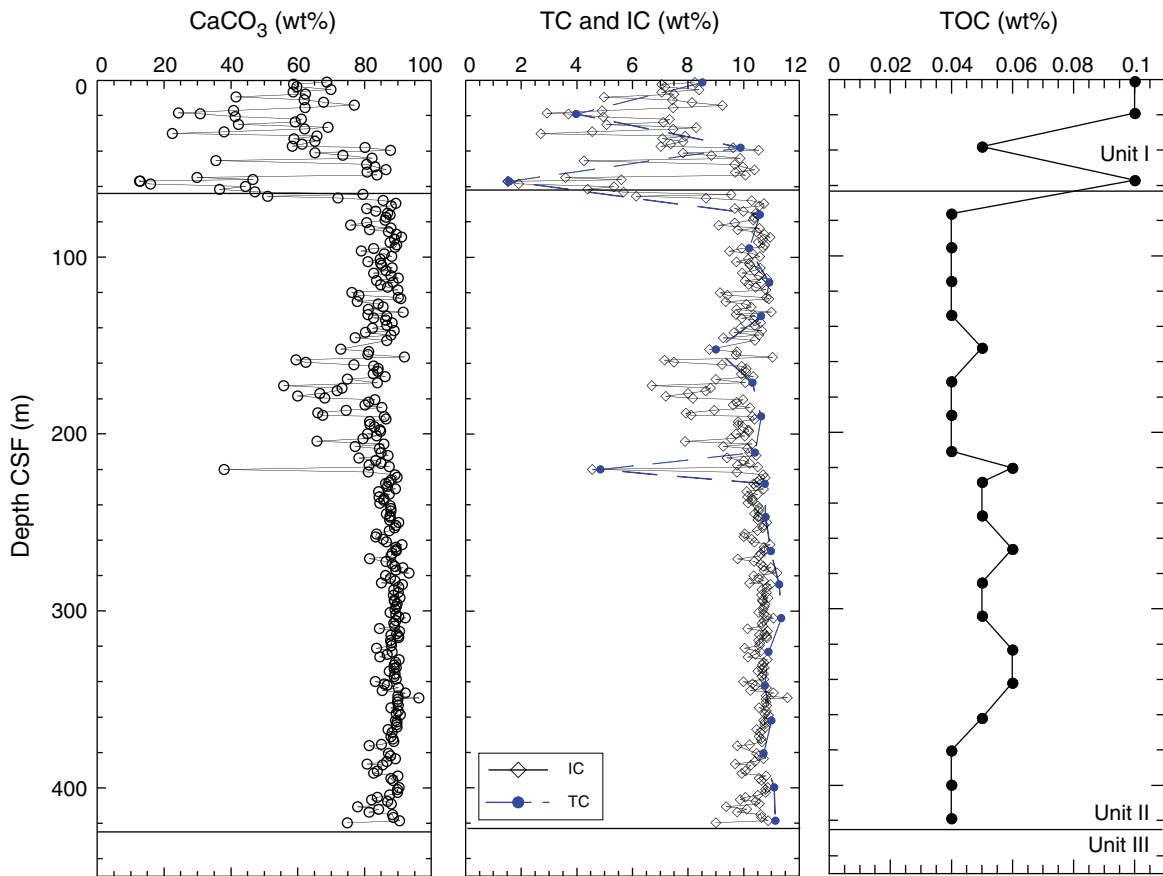 CaCO3 (wt%)
TC and IC (wt%)
TOC (wt%)
0 20 40 60 80 100
0 2 4 6 8 10 12
0 0.02 0.04 0.06 0.08 0.1
0
100
200
300
400
Depth CSF (m)
Unit I
IC
TC
Unit II
Unit III